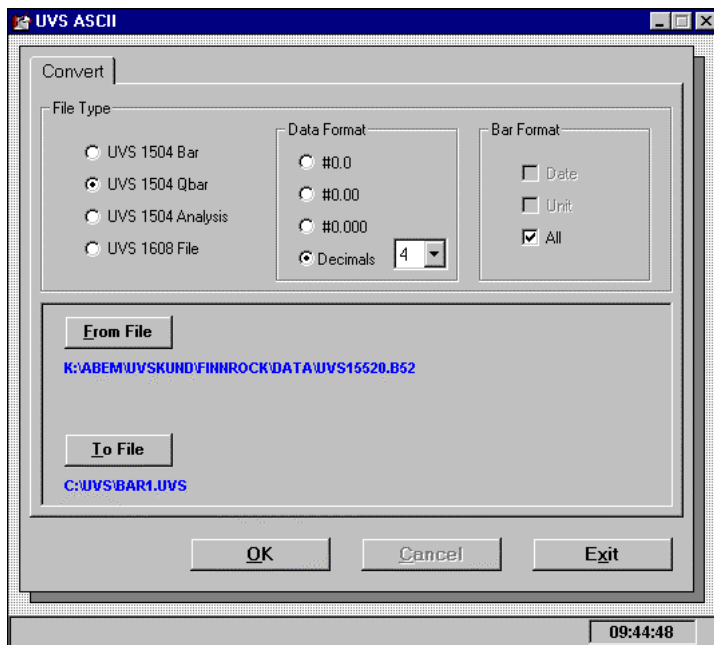 UVS ASCII
Convert
File Type
UVS 1504 Bar
UVS 1504 Qbar
UVS 1504 Analysis
UVS 1608 File
Data Format
#0.0
#0.00
#0.000
Decimals 4
Bar Format
Date
Unit
All
From File
K:\ABEM\UVSKUND\FINNROCK\DATA\UVS15520.B52
To File
C:\UVS\BAR1.UVS
OK Cancel Exit
09:44:48